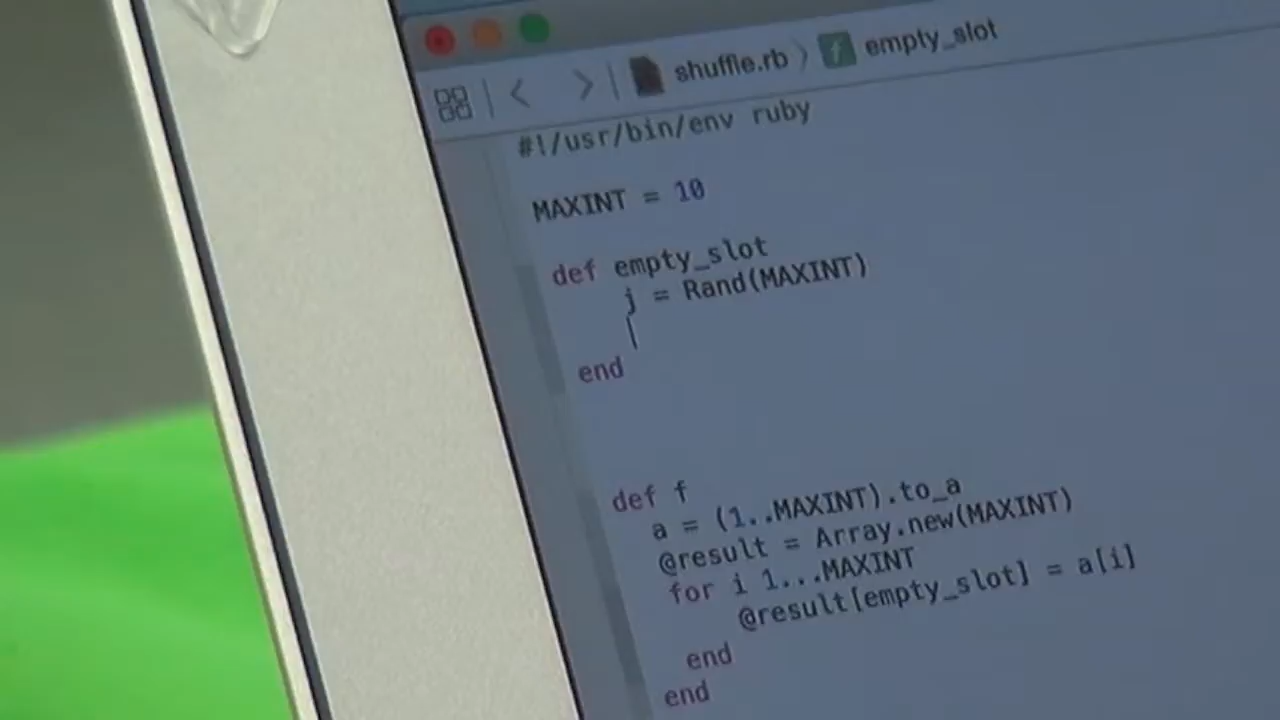 shuffle.rb 〉 f empty_slot
#!/usr/bin/env ruby
MAXINT = 10
def empty_slot
j = Rand(MAXINT)
end
def f
a = (1..MAXINT).to_a
@result = Array.new(MAXINT)
for i 1...MAXINT
@result[empty_slot] = a[i]
end
end